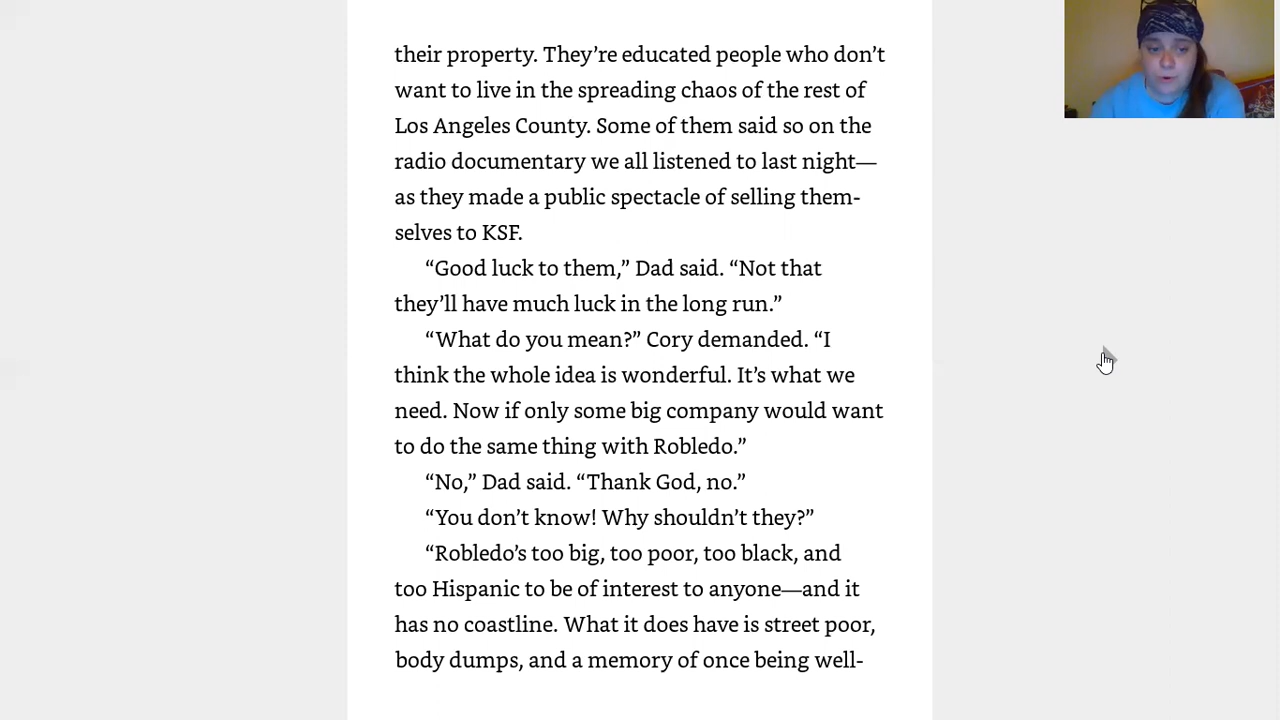 their property. They’re educated people who don’t
want to live in the spreading chaos of the rest of
Los Angeles County. Some of them said so on the
radio documentary we all listened to last night—
as they made a public spectacle of selling them-
selves to KSF.
“Good luck to them,” Dad said. “Not that
they’ll have much luck in the long run.”
“What do you mean?” Cory demanded. “I
think the whole idea is wonderful. It’s what we
need. Now if only some big company would want
to do the same thing with Robledo.”
“No,” Dad said. “Thank God, no.”
“You don’t know! Why shouldn’t they?”
“Robledo’s too big, too poor, too black, and
too Hispanic to be of interest to anyone—and it
has no coastline. What it does have is street poor,
body dumps, and a memory of once being well-